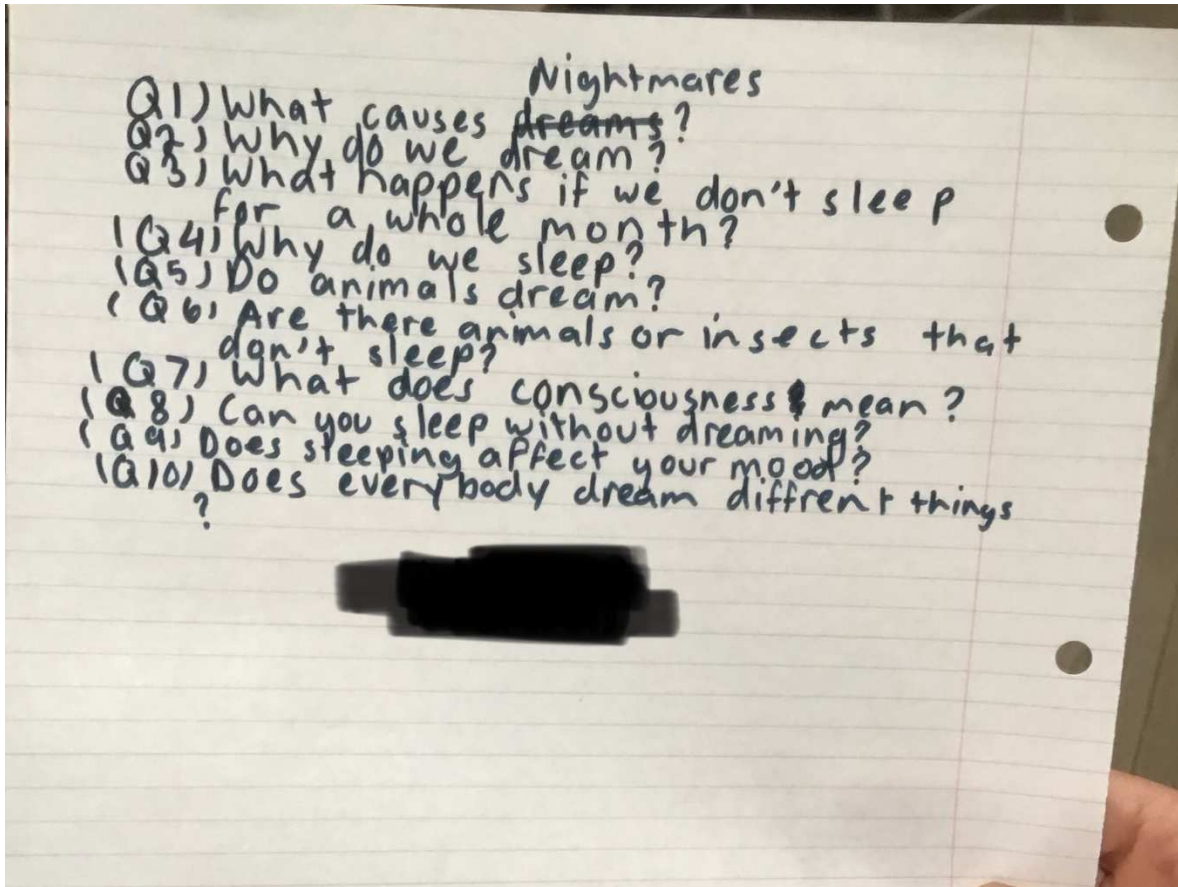 Nightmares
Q1) What causes dreams?
Q2) Why do we dream?
Q3) What happens if we don't sleep
for a whole month?
(Q4) Why do we sleep?
(Q5) Do animals dream?
(Q6) Are there animals or insects that
don't sleep?
(Q7) What does consciousness mean?
(Q8) Can you sleep without dreaming?
(Q9) Does sleeping affect your mood?
(Q10) Does everybody dream diffrent things
?